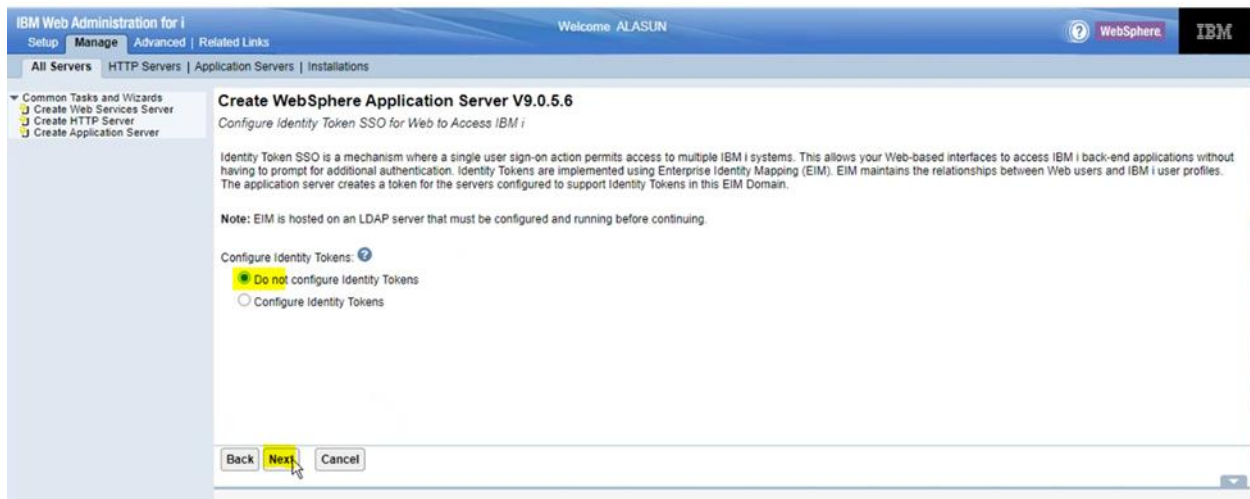 IBM Web Administration for i
Welcome ALASUN
? WebSphere. IBM
Setup Manage Advanced | Related Links
All Servers HTTP Servers | Application Servers | Installations
Common Tasks and Wizards
Create Web Services Server
Create HTTP Server
Create Application Server
Create WebSphere Application Server V9.0.5.6
Configure Identity Token SSO for Web to Access IBM i
Identity Token SSO is a mechanism where a single user sign-on action permits access to multiple IBM i systems. This allows your Web-based interfaces to access IBM i back-end applications without
having to prompt for additional authentication. Identity Tokens are implemented using Enterprise Identity Mapping (EIM). EIM maintains the relationships between Web users and IBM i user profiles.
The application server creates a token for the servers configured to support Identity Tokens in this EIM Domain.
Note: EIM is hosted on an LDAP server that must be configured and running before continuing.
Configure Identity Tokens: ?
Do not configure Identity Tokens
Configure Identity Tokens
Back Next Cancel